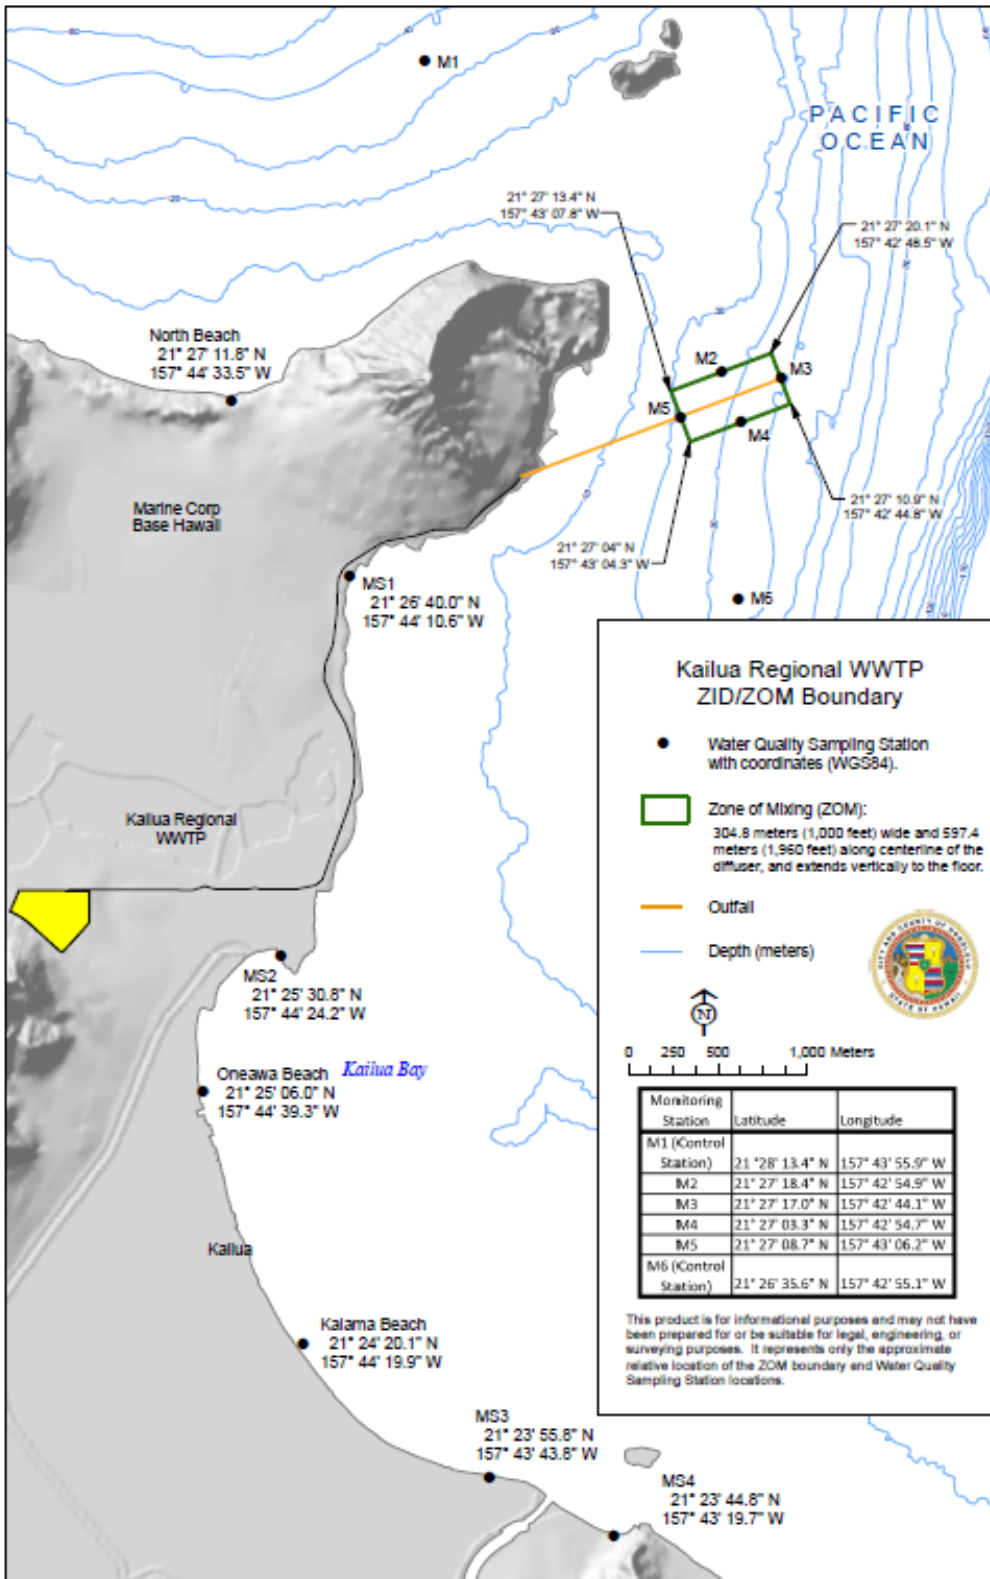 M1
PACIFIC
OCEAN
21° 27' 13.4" N
157° 43' 07.8" W
21° 27' 20.1" N
157° 42' 48.5" W
North Beach
21° 27' 11.8" N
157° 44' 33.5" W
M2
M3
M5
M4
Marine Corp
Base Hawaii
21° 27' 10.9" N
157° 42' 44.8" W
21° 27' 04" N
157° 43' 04.3" W
MS1
21° 26' 40.0" N
157° 44' 10.6" W
M6
Kailua Regional WWTP
ZID/ZOM Boundary
Water Quality Sampling Station
with coordinates (WGS84).
Zone of Mixing (ZOM):
304.8 meters (1,000 feet) wide and 597.4
meters (1,960 feet) along centerline of the
diffuser, and extends vertically to the floor.
Outfall
Depth (meters)
CITY AND COUNTY OF HONOLULU
STATE OF HAWAII
N
0 250 500 1,000 Meters
Kailua Regional
WWTP
MS2
21° 25' 30.8" N
157° 44' 24.2" W
Oneawa Beach
21° 25' 06.0" N
157° 44' 39.3" W
Kailua Bay
Monitoring
Station Latitude Longitude
M1 (Control
Station) 21 °28' 13.4" N 157° 43' 55.9" W
M2 21° 27' 18.4" N 157° 42' 54.9" W
M3 21° 27' 17.0" N 157° 42' 44.1" W
M4 21° 27' 03.3" N 157° 42' 54.7" W
M5 21° 27' 08.7" N 157° 43' 06.2" W
M6 (Control
Station) 21° 26' 35.6" N 157° 42' 55.1" W
Kailua
Kalama Beach
21° 24' 20.1" N
157° 44' 19.9" W
This product is for informational purposes and may not have
been prepared for or be suitable for legal, engineering, or
surveying purposes. It represents only the approximate
relative location of the ZOM boundary and Water Quality
Sampling Station locations.
MS3
21° 23' 55.8" N
157° 43' 43.8" W
MS4
21° 23' 44.8" N
157° 43' 19.7" W